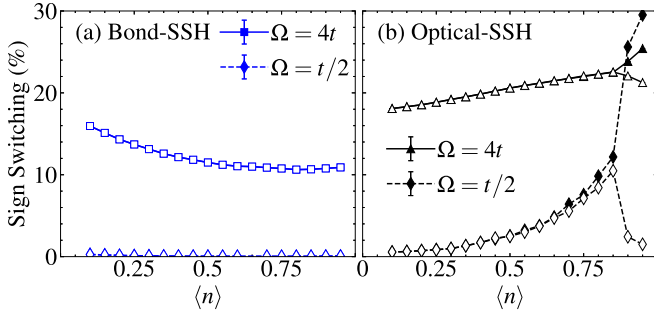 (a) Bond-SSH
Ω = 4t
Ω = t/2
(b) Optical-SSH
Ω = 4t
Ω = t/2
Sign Switching (%)
30
20
10
0
0.25
0.5
0.75
0
0.25
0.5
0.75
⟨n⟩
⟨n⟩